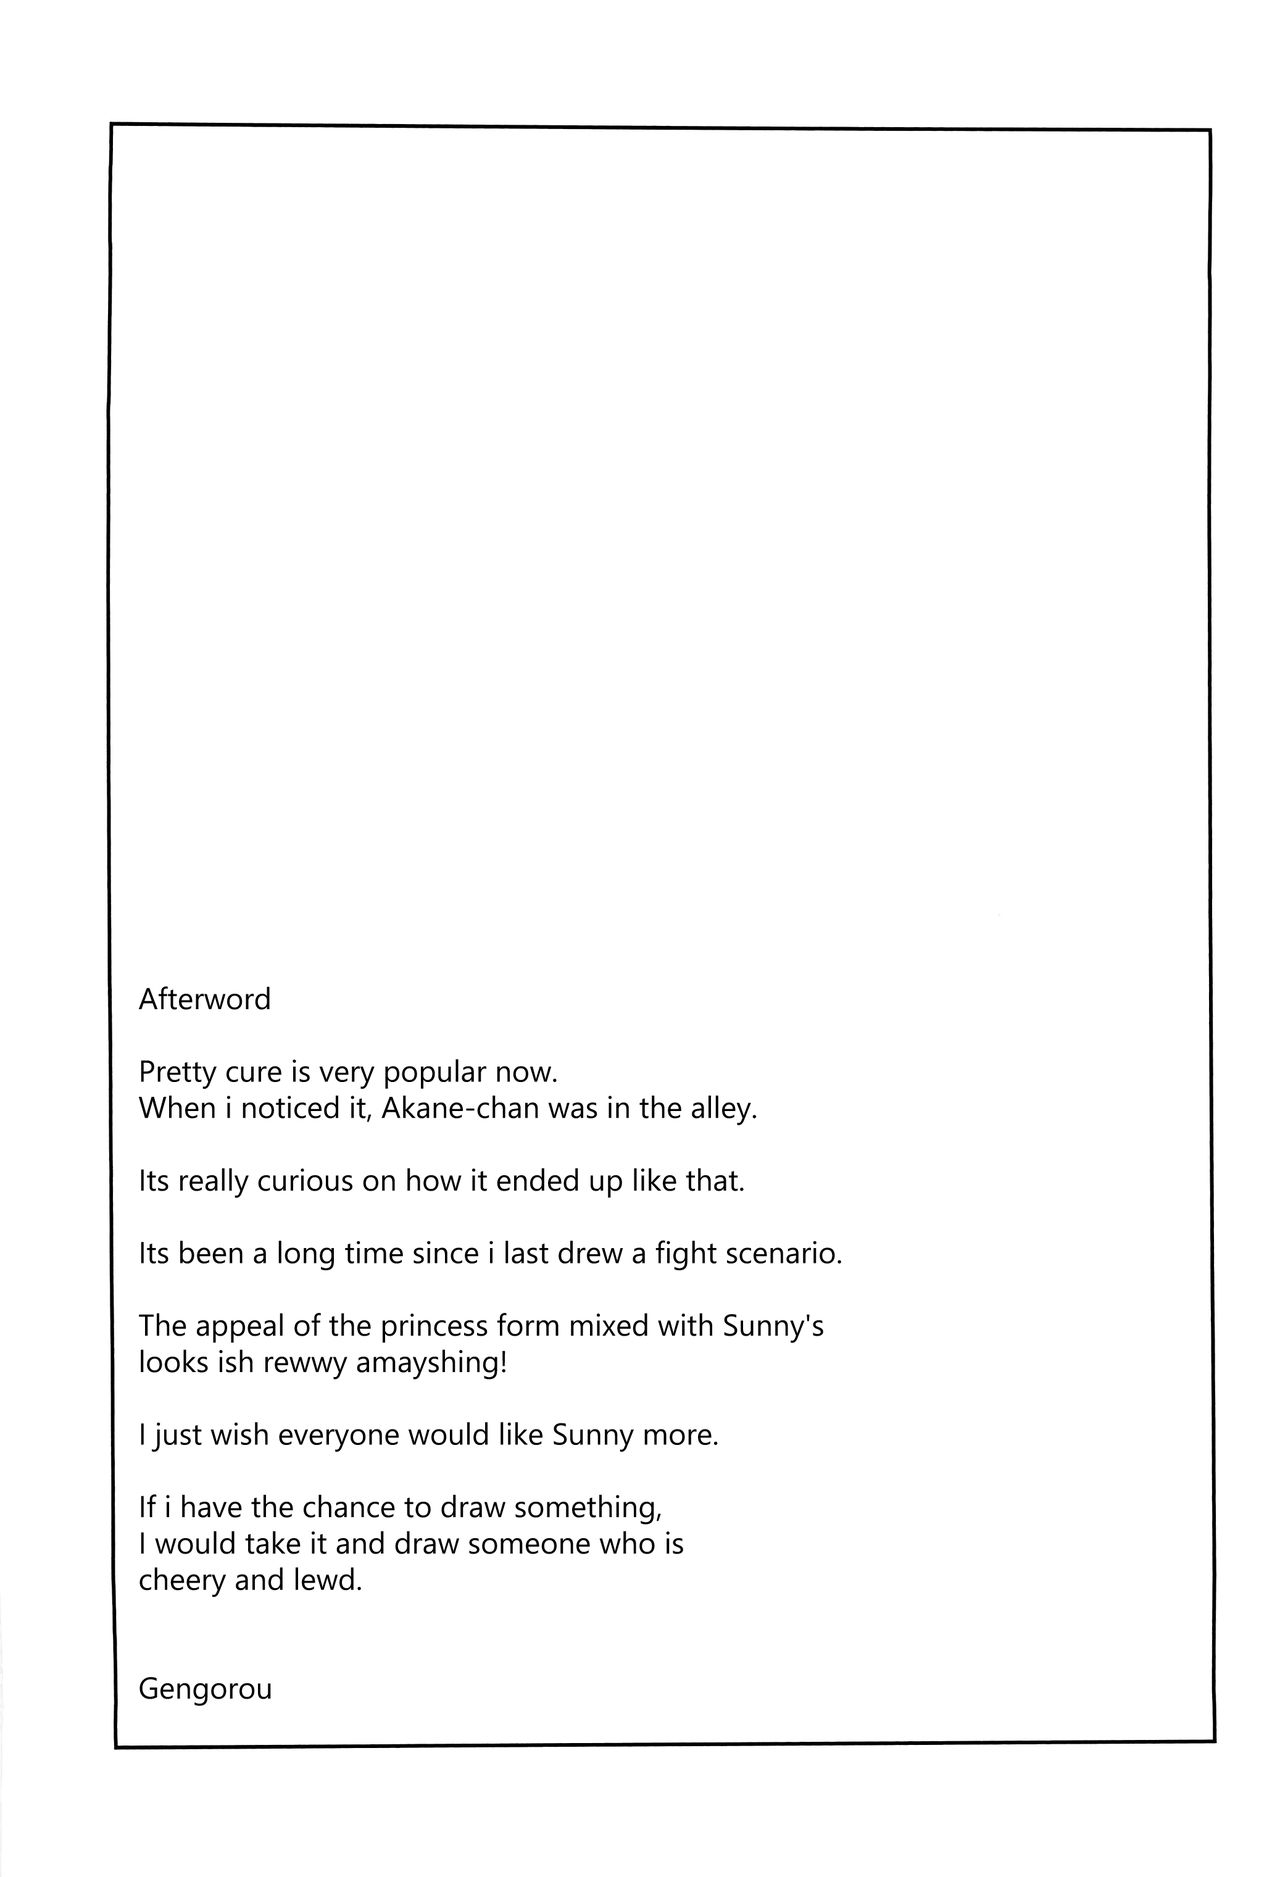 Afterword
Pretty cure is very popular now.
When i noticed it, Akane-chan was in the alley.
Its really curious on how it ended up like that.
Its been a long time since i last drew a fight scenario.
The appeal of the princess form mixed with Sunny's
looks ish rewwy amayshing!
I just wish everyone would like Sunny more.
If i have the chance to draw something,
I would take it and draw someone who is
cheery and lewd.
Gengorou